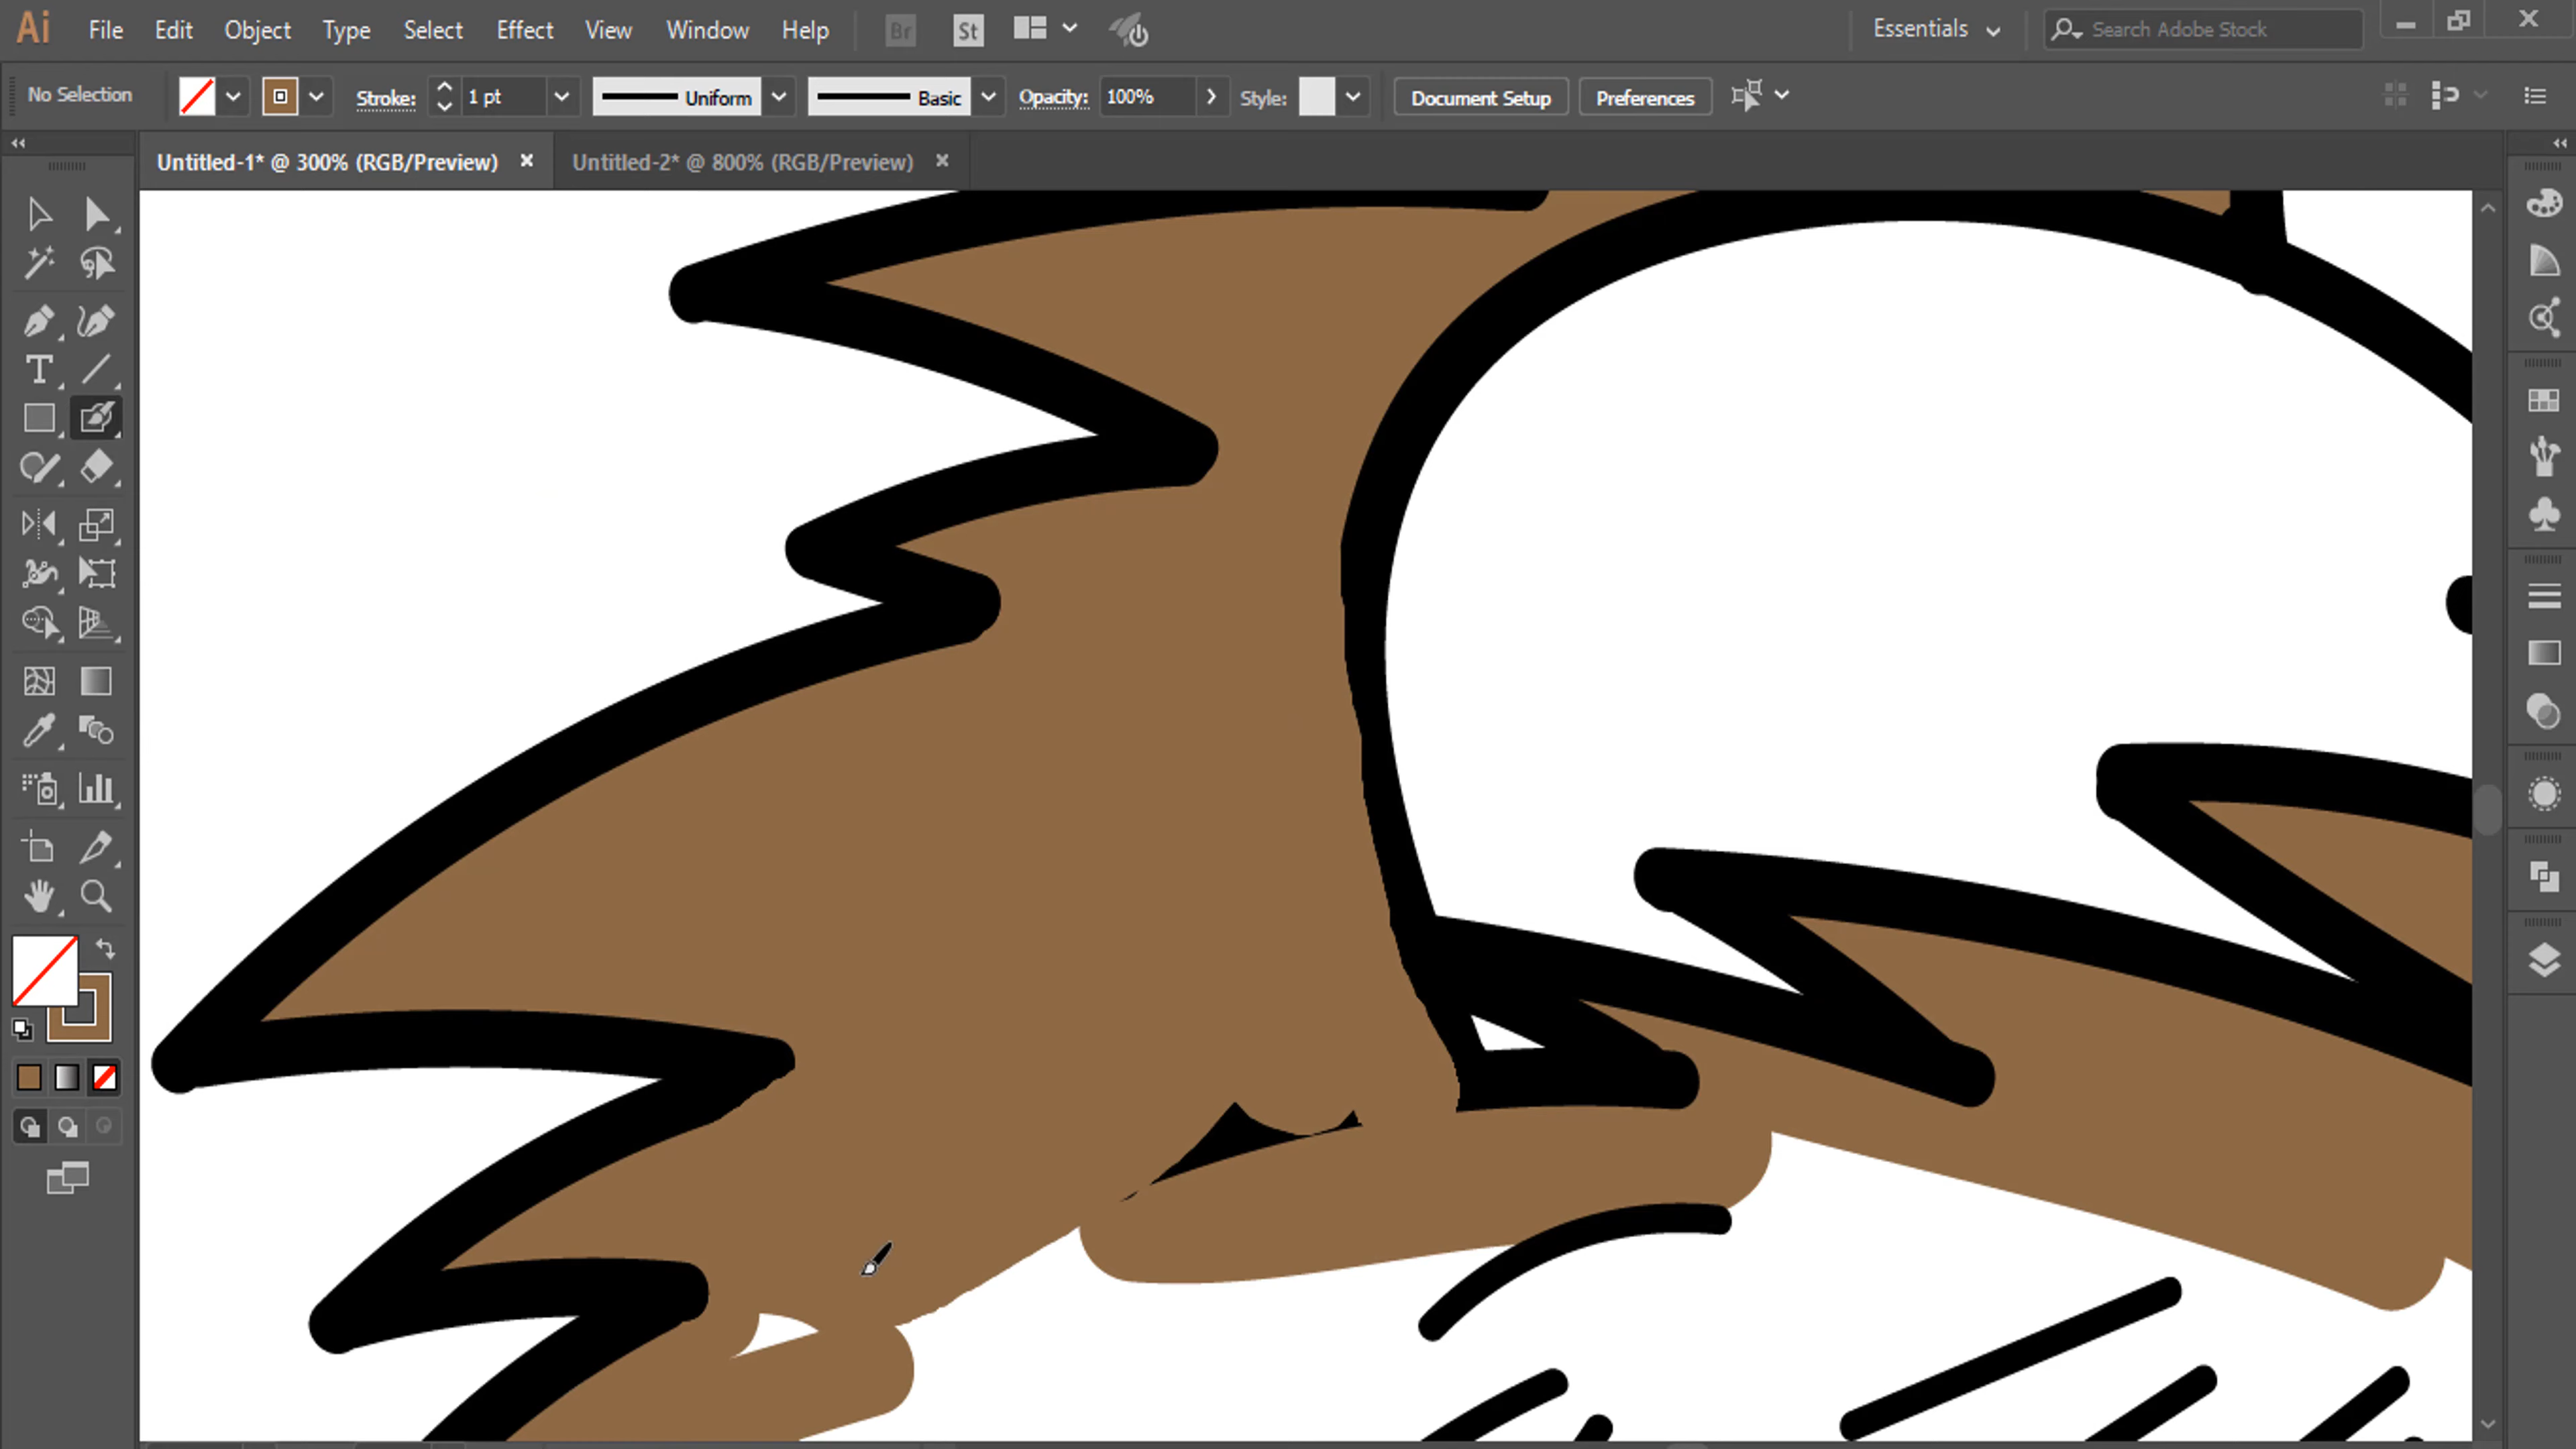 Ai File Edit Object Type Select Effect View Window Help Br St Essentials Search Adobe Stock
No Selection Stroke: 1 pt Uniform Basic Opacity: 100% Style: Document Setup Preferences
Untitled-1* @ 300% (RGB/Preview) Untitled-2* @ 800% (RGB/Preview)